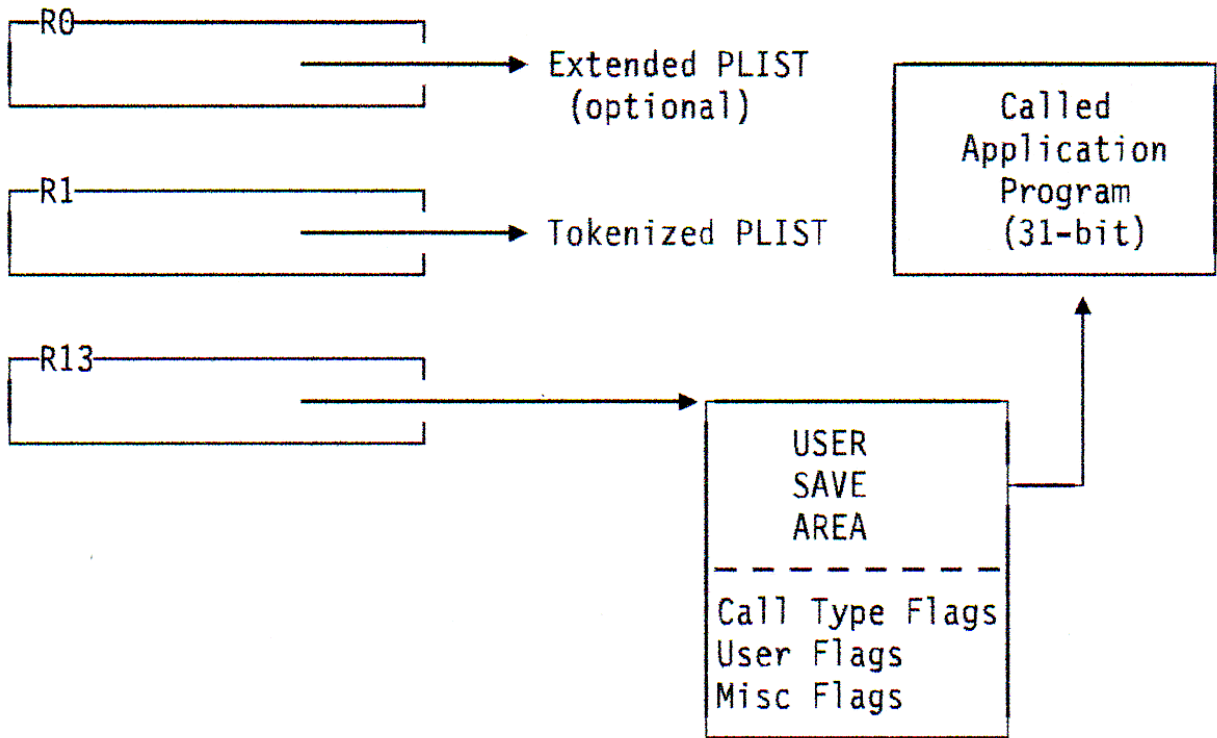 R0
Extended PLIST
(optional)
Called
Application
Program
(31-bit)
R1
Tokenized PLIST
R13
USER
SAVE
AREA
Call Type Flags
User Flags
Misc Flags